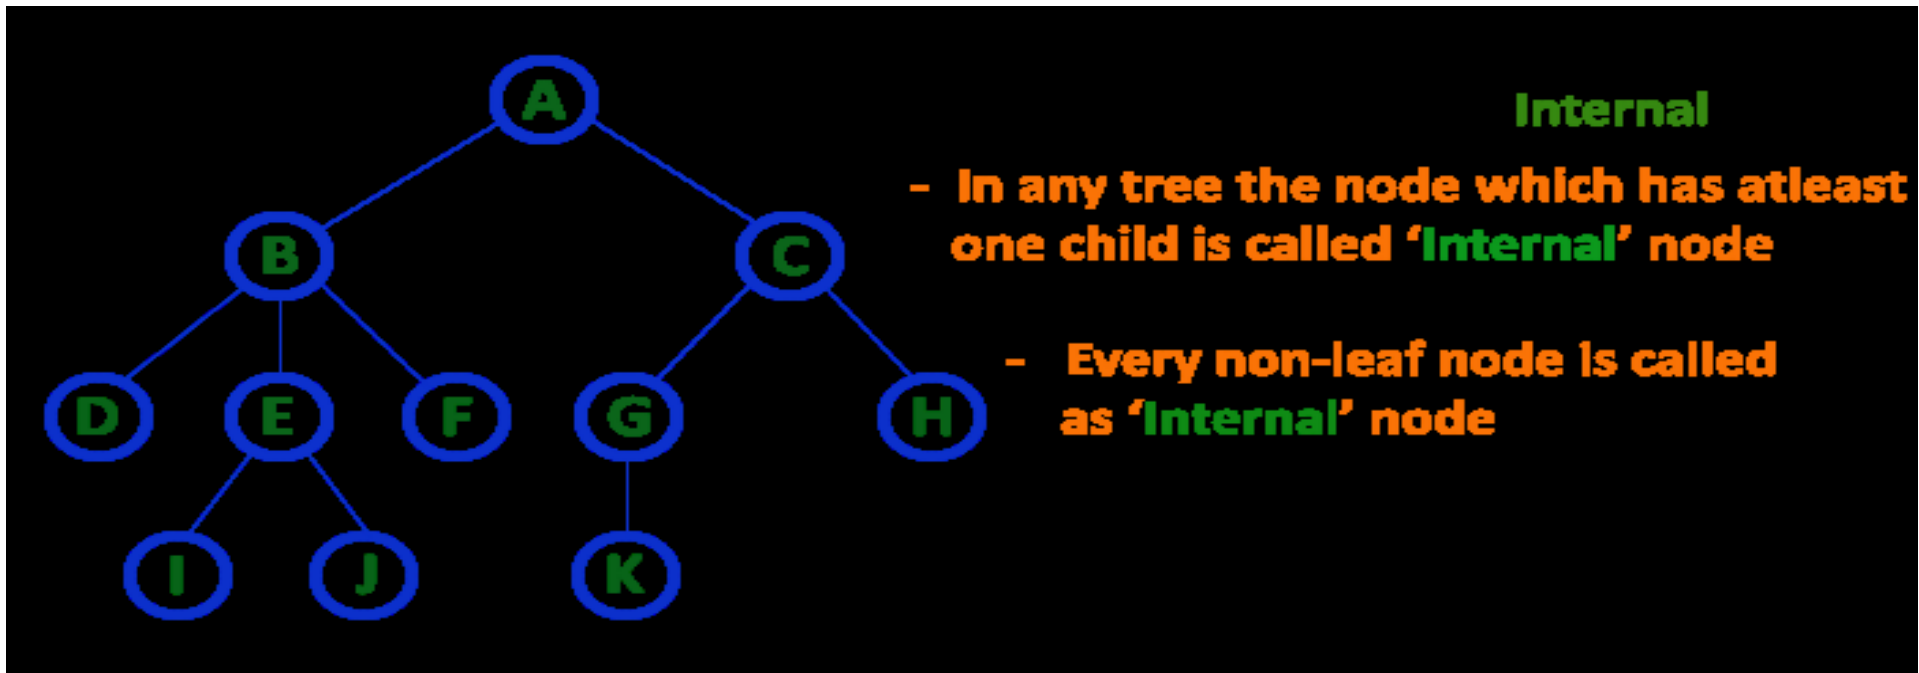 A
Internal
- In any tree the node which has atleast
one child is called ‘Internal’ node
B
C
- Every non-leaf node is called
as ‘Internal’ node
D E F G H
I J K